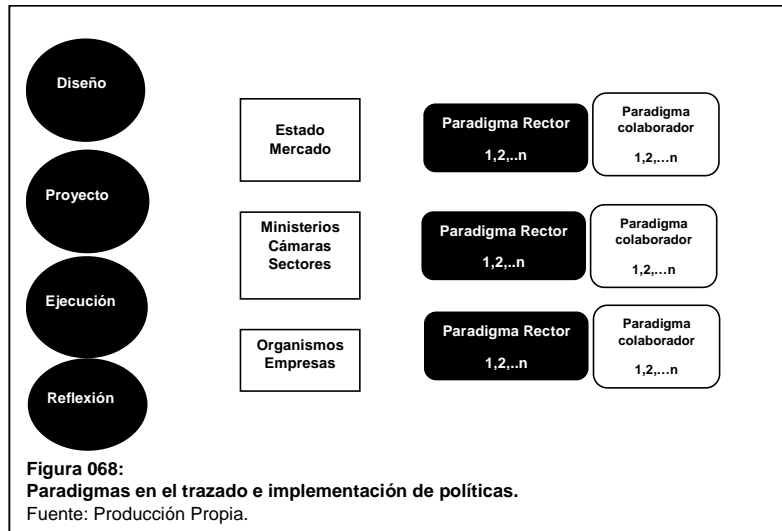 Diseño
Proyecto
Ejecución
Reflexión
Estado
Mercado
Paradigma Rector
1,2,..n
Paradigma
colaborador
1,2,...n
Ministerios
Cámaras
Sectores
Paradigma Rector
1,2,..n
Paradigma
colaborador
1,2,...n
Organismos
Empresas
Paradigma Rector
1,2,..n
Paradigma
colaborador
1,2,...n
Figura 068:
Paradigmas en el trazado e implementación de políticas.
Fuente: Producción Propia.